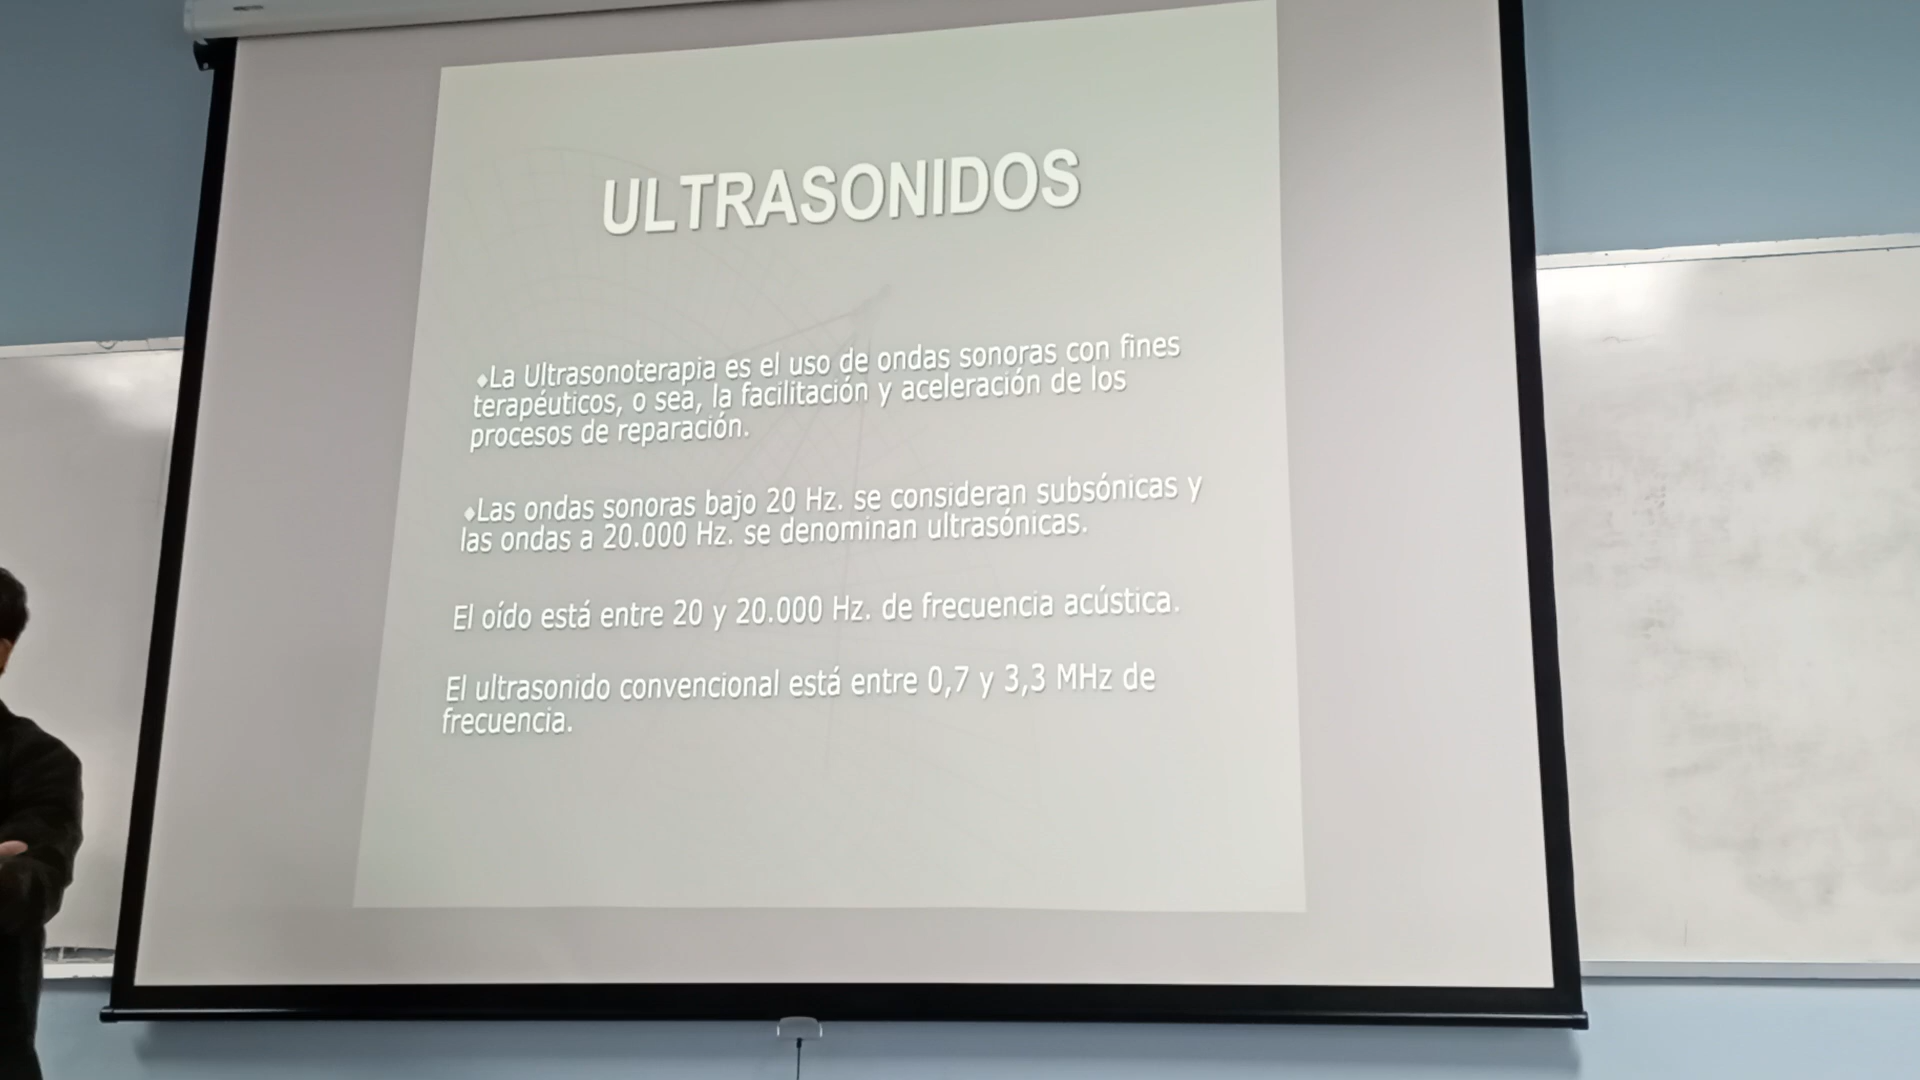 ULTRASONIDOS
♦La Ultrasonoterapia es el uso de ondas sonoras con fines
terapéuticos, o sea, la facilitación y aceleración de los
procesos de reparación.
♦Las ondas sonoras bajo 20 Hz. se consideran subsónicas y
las ondas a 20.000 Hz. se denominan ultrasónicas.
El oído está entre 20 y 20.000 Hz. de frecuencia acústica.
El ultrasonido convencional está entre 0,7 y 3,3 MHz de
frecuencia.